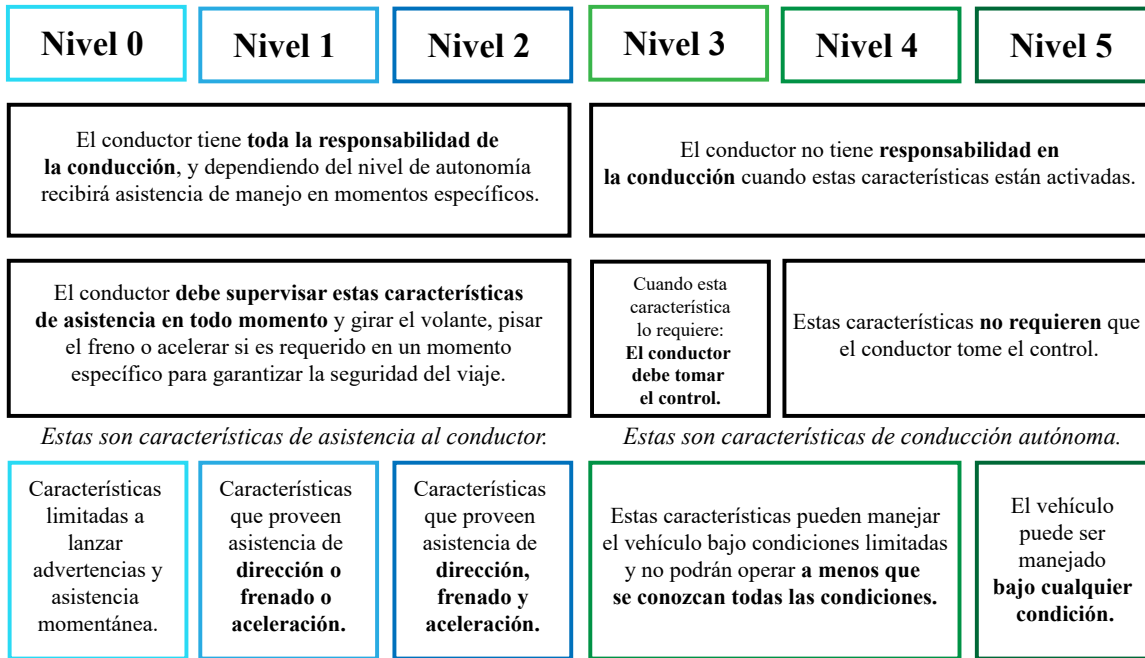 Nivel 0
Nivel 1
Nivel 2
Nivel 3
Nivel 4
Nivel 5
El conductor tiene toda la responsabilidad de
la conducción, y dependiendo del nivel de autonomía
recibirá asistencia de manejo en momentos específicos.
El conductor no tiene responsabilidad en
la conducción cuando estas características están activadas.
El conductor debe supervisar estas características
de asistencia en todo momento y girar el volante, pisar
el freno o acelerar si es requerido en un momento
específico para garantizar la seguridad del viaje.
Cuando esta
característica
lo requiere:
El conductor
debe tomar
el control.
Estas características no requieren que
el conductor tome el control.
Estas son características de asistencia al conductor.
Estas son características de conducción autónoma.
Características
limitadas a
lanzar
advertencias y
asistencia
momentánea.
Características
que proveen
asistencia de
dirección o
frenado o
aceleración.
Características
que proveen
asistencia de
dirección,
frenado y
aceleración.
Estas características pueden manejar
el vehículo bajo condiciones limitadas
y no podrán operar a menos que
se conozcan todas las condiciones.
El vehículo
puede ser
manejado
bajo cualquier
condición.